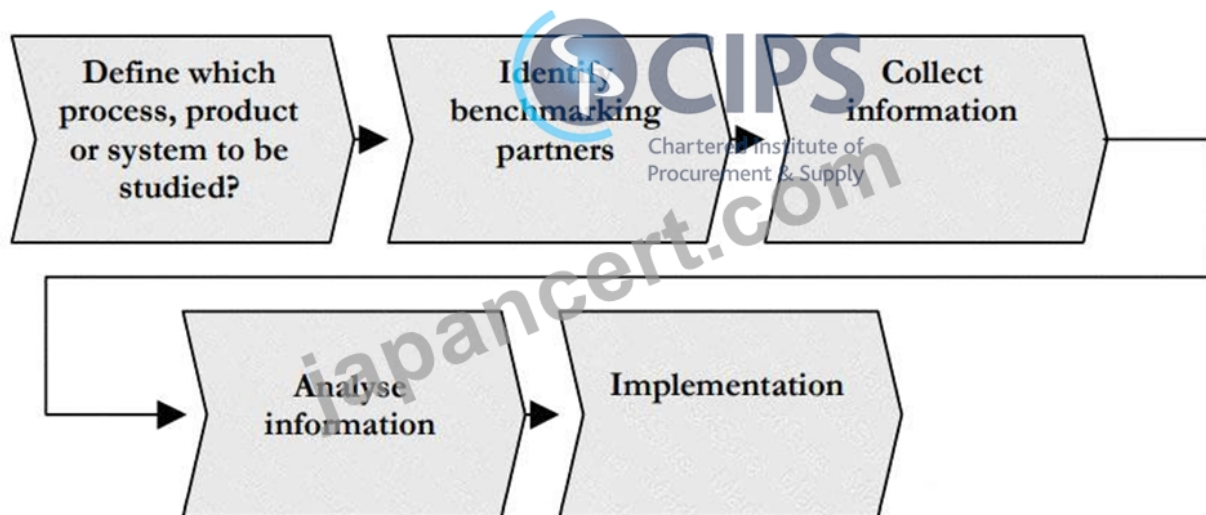 Define which
process, product
or system to be
studied?
Identify
benchmarking
partners
CIPS
Chartered Institute of
Procurement & Supply
Collect
information
japancert.com
Analyse
information
Implementation